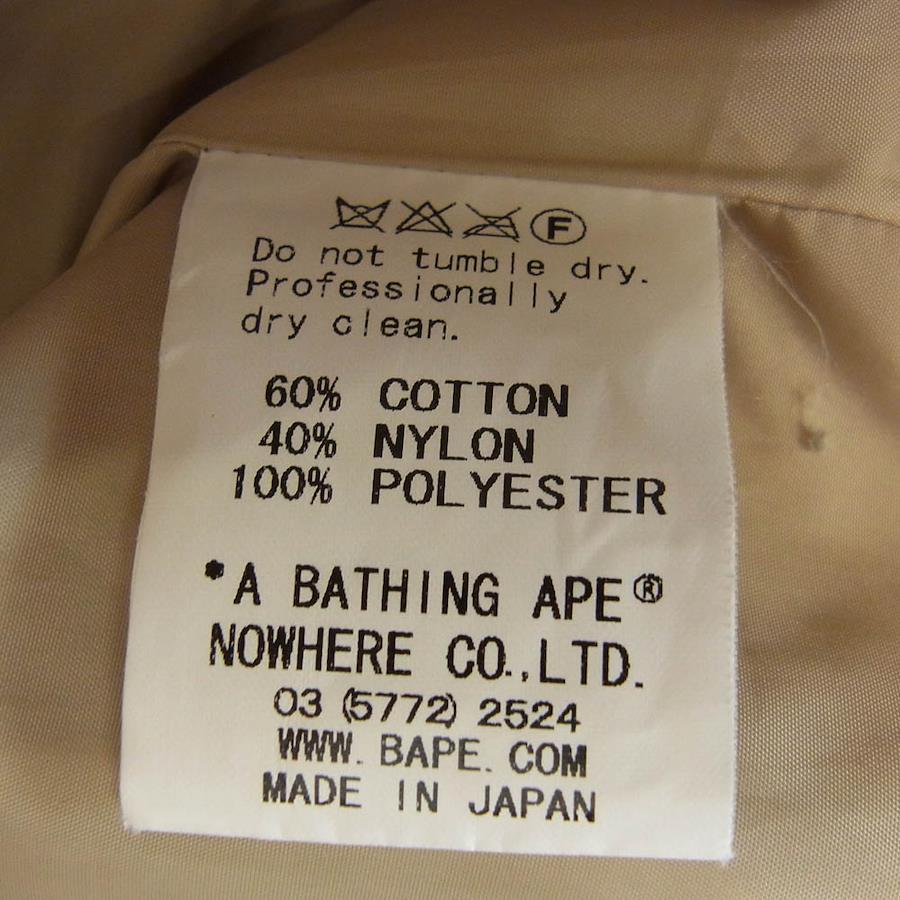 F
Do not tumble dry.
Professionally
dry clean.
60% COTTON
40% NYLON
100% POLYESTER
*A BATHING APE®
NOWHERE CO.,LTD.
03 (5772) 2524
WWW. BAPE. COM
MADE IN JAPAN